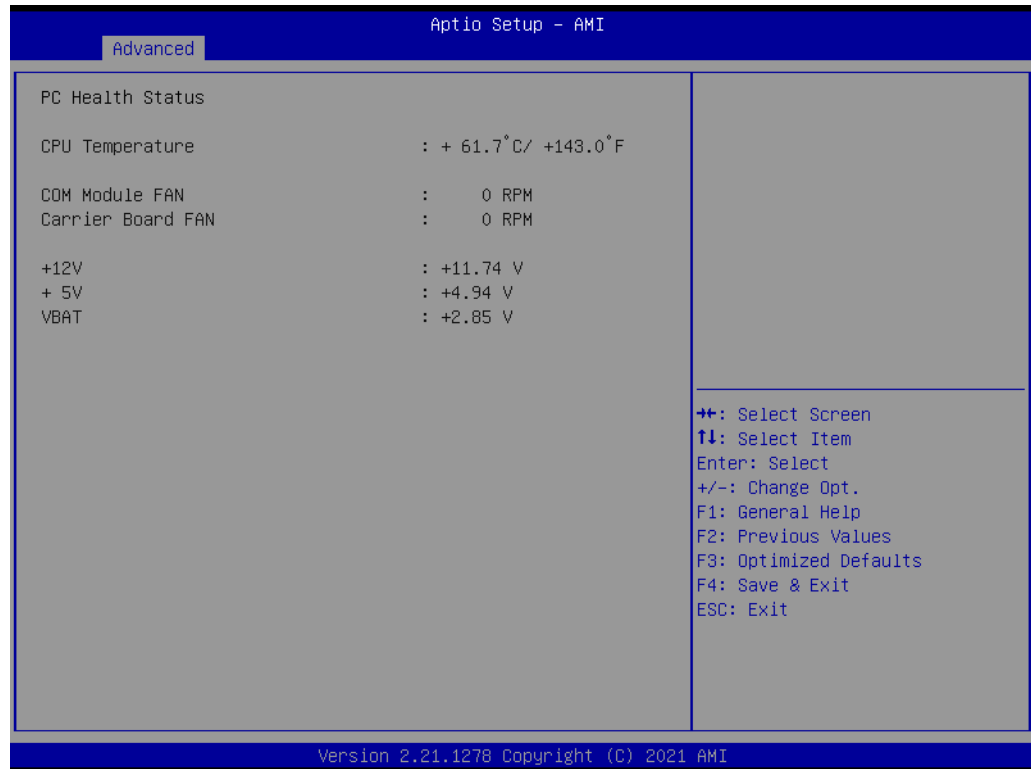 Aptio Setup – AMI
Advanced
PC Health Status
CPU Temperature : + 61.7°C/ +143.0°F
COM Module FAN : 0 RPM
Carrier Board FAN : 0 RPM
+12V : +11.74 V
+ 5V : +4.94 V
VBAT : +2.85 V
→←: Select Screen
↑↓: Select Item
Enter: Select
+/-: Change Opt.
F1: General Help
F2: Previous Values
F3: Optimized Defaults
F4: Save & Exit
ESC: Exit
Version 2.21.1278 Copyright (C) 2021 AMI